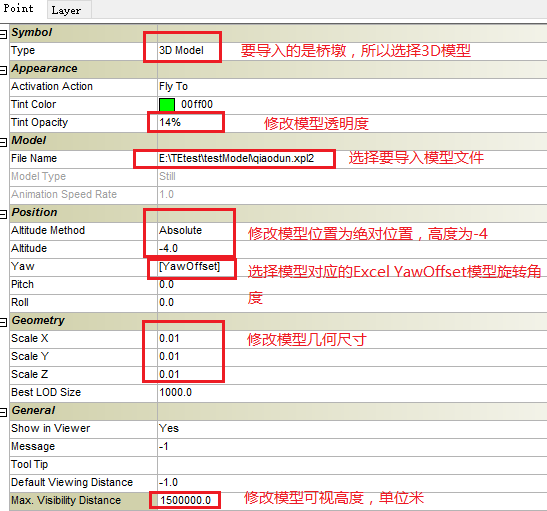 Point Layer
Symbol
Type 3D Model 要导入的是桥墩，所以选择3D模型
Appearance
Activation Action Fly To
Tint Color 00ff00
Tint Opacity 14% 修改模型透明度
Model
File Name E:\TEtest\testModel\qiaodun.xpl2 选择要导入模型文件
Model Type Still
Animation Speed Rate 1.0
Position
Altitude Method Absolute 修改模型位置为绝对位置，高度为-4
Altitude -4.0
Yaw [YawOffset] 选择模型对应的Excel YawOffset模型旋转角
Pitch 0.0 度
Roll 0.0
Geometry
Scale X 0.01 修改模型几何尺寸
Scale Y 0.01
Scale Z 0.01
Best LOD Size 1000.0
General
Show in Viewer Yes
Message -1
Tool Tip
Default Viewing Distance -1.0
Max. Visibility Distance 1500000.0 修改模型可视高度，单位米